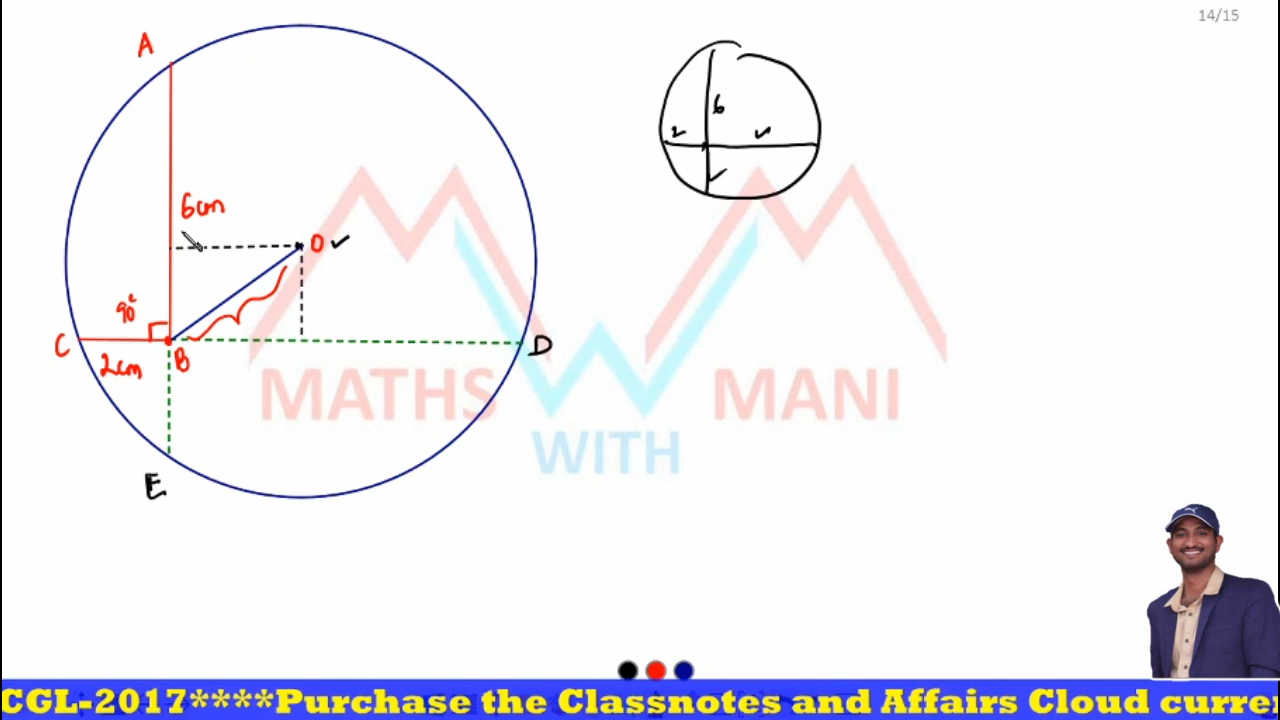 14/15
A
6
2
6cm
O
90°
C
B
D
2cm
MATHS
WITH
MANI
E
CGL-2017****Purchase the Classnotes and Affairs Cloud curre